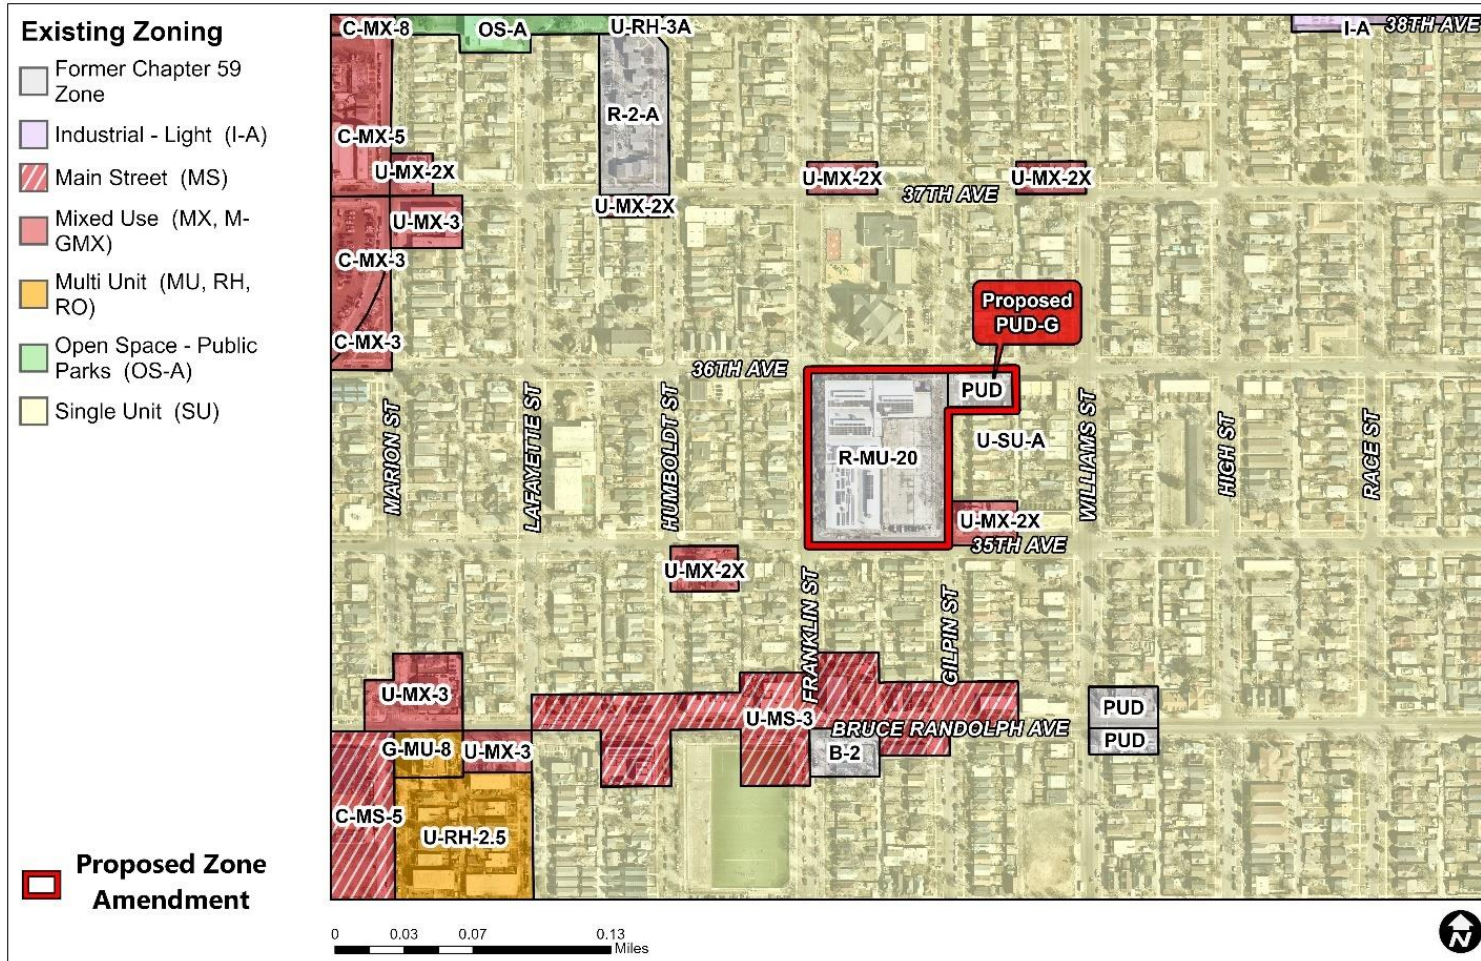 Existing Zoning
Former Chapter 59
Zone
Industrial - Light (I-A)
Main Street (MS)
Mixed Use (MX, M-
GMX)
Multi Unit (MU, RH,
RO)
Open Space - Public
Parks (OS-A)
Single Unit (SU)
Proposed Zone
Amendment
C-MX-8
OS-A
U-RH-3A
I-A
38TH AVE
R-2-A
C-MX-5
U-MX-2X
U-MX-2X
U-MX-2X
37TH AVE
U-MX-2X
U-MX-3
C-MX-3
Proposed
PUD-G
C-MX-3
36TH AVE
PUD
MARION ST
LAFAYETTE ST
HUMBOLDT ST
R-MU-20
U-SU-A
WILLIAMS ST
HIGH ST
RACE ST
U-MX-2X
35TH AVE
U-MX-2X
FRANKLIN ST
GILPIN ST
U-MX-3
U-MS-3
BRUCE RANDOLPH AVE
PUD
PUD
G-MU-8
U-MX-3
B-2
C-MS-5
U-RH-2.5
0
0.03
0.07
0.13
Miles
N